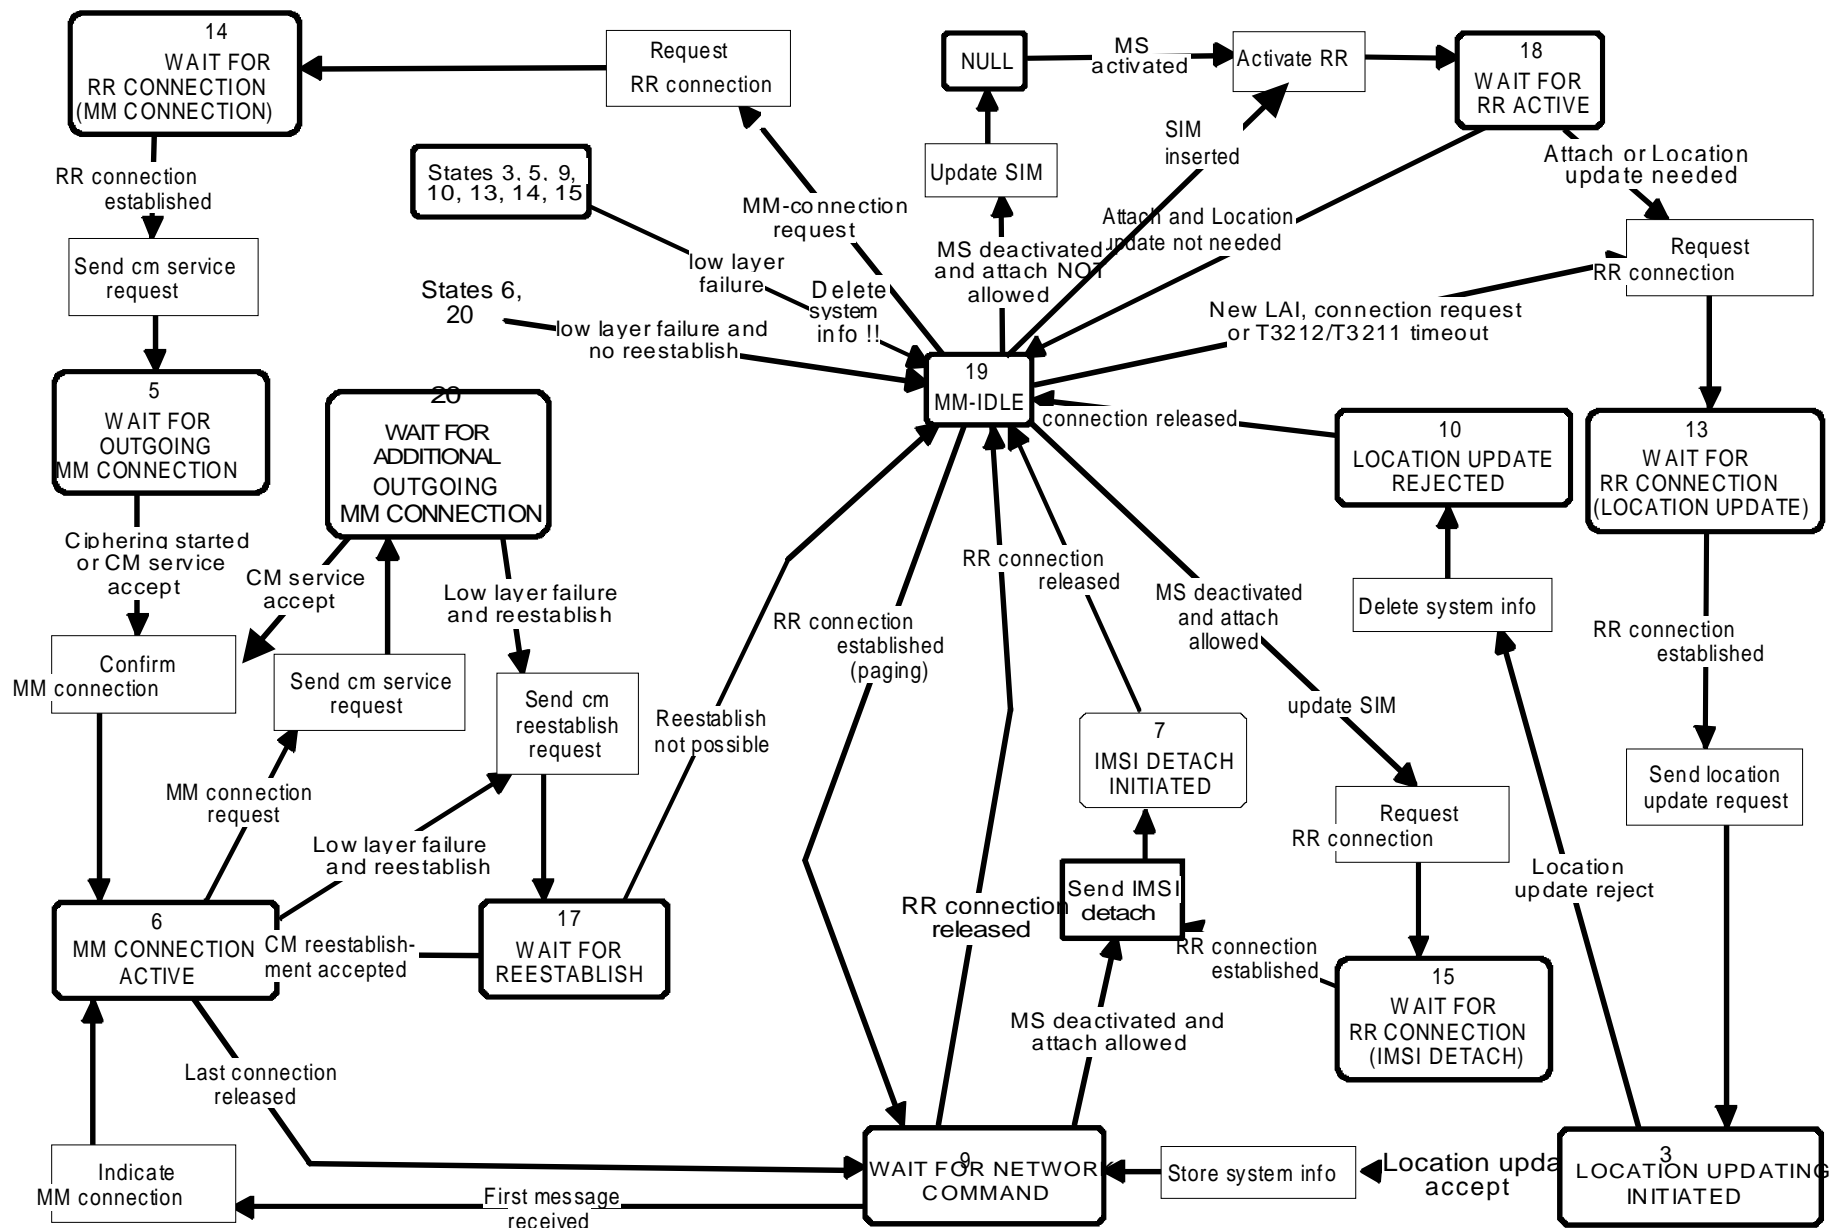 14
WAIT FOR
RR CONNECTION
(MM CONNECTION)
Request
RR connection
NULL
MS
activated
Activate RR
18
WAIT FOR
RR ACTIVE
RR connection
established
States 3, 5, 9,
10, 13, 14, 15
Update SIM
SIM
inserted
Attach or Location
update needed
MM-connection
request
Attach and Location
update not needed
Send cm service
request
low layer
failure
Delete
system
info !!
MS deactivated
and attach NOT
allowed
Request
RR connection
States 6,
20
low layer failure and
no reestablish
New LAI, connection request
or T3212/T3211 timeout
5
WAIT FOR
OUTGOING
MM CONNECTION
20
WAIT FOR
ADDITIONAL
OUTGOING
MM CONNECTION
19
MM-IDLE
connection released
10
LOCATION UPDATE
REJECTED
13
WAIT FOR
RR CONNECTION
(LOCATION UPDATE)
Ciphering started
or CM service
accept
CM service
accept
Low layer failure
and reestablish
RR connection
released
MS deactivated
and attach
allowed
Delete system info
RR connection
established
(paging)
RR connection
established
Confirm
MM connection
Send cm service
request
Send cm
reestablish
request
Reestablish
not possible
update SIM
7
IMSI DETACH
INITIATED
Send location
update request
MM connection
request
Low layer failure
and reestablish
Request
RR connection
Location
update reject
Send IMSI
detach
RR connection
released
6
MM CONNECTION
ACTIVE
CM reestablish-
ment accepted
17
WAIT FOR
REESTABLISH
RR connection
established
15
WAIT FOR
RR CONNECTION
(IMSI DETACH)
MS deactivated and
attach allowed
Last connection
released
Indicate
MM connection
First message
received
9
WAIT FOR NETWORK
COMMAND
Store system info
Location upda
accept
3
LOCATION UPDATING
INITIATED